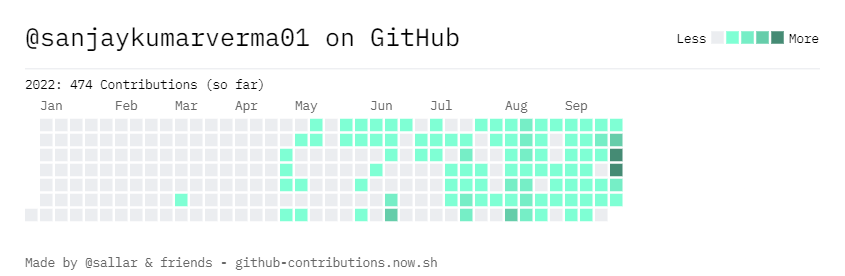 @sanjaykumarverma01 on GitHub
Less More
2022: 474 Contributions (so far)
Jan Feb Mar Apr May Jun Jul Aug Sep
Made by @sallar & friends - github-contributions.now.sh